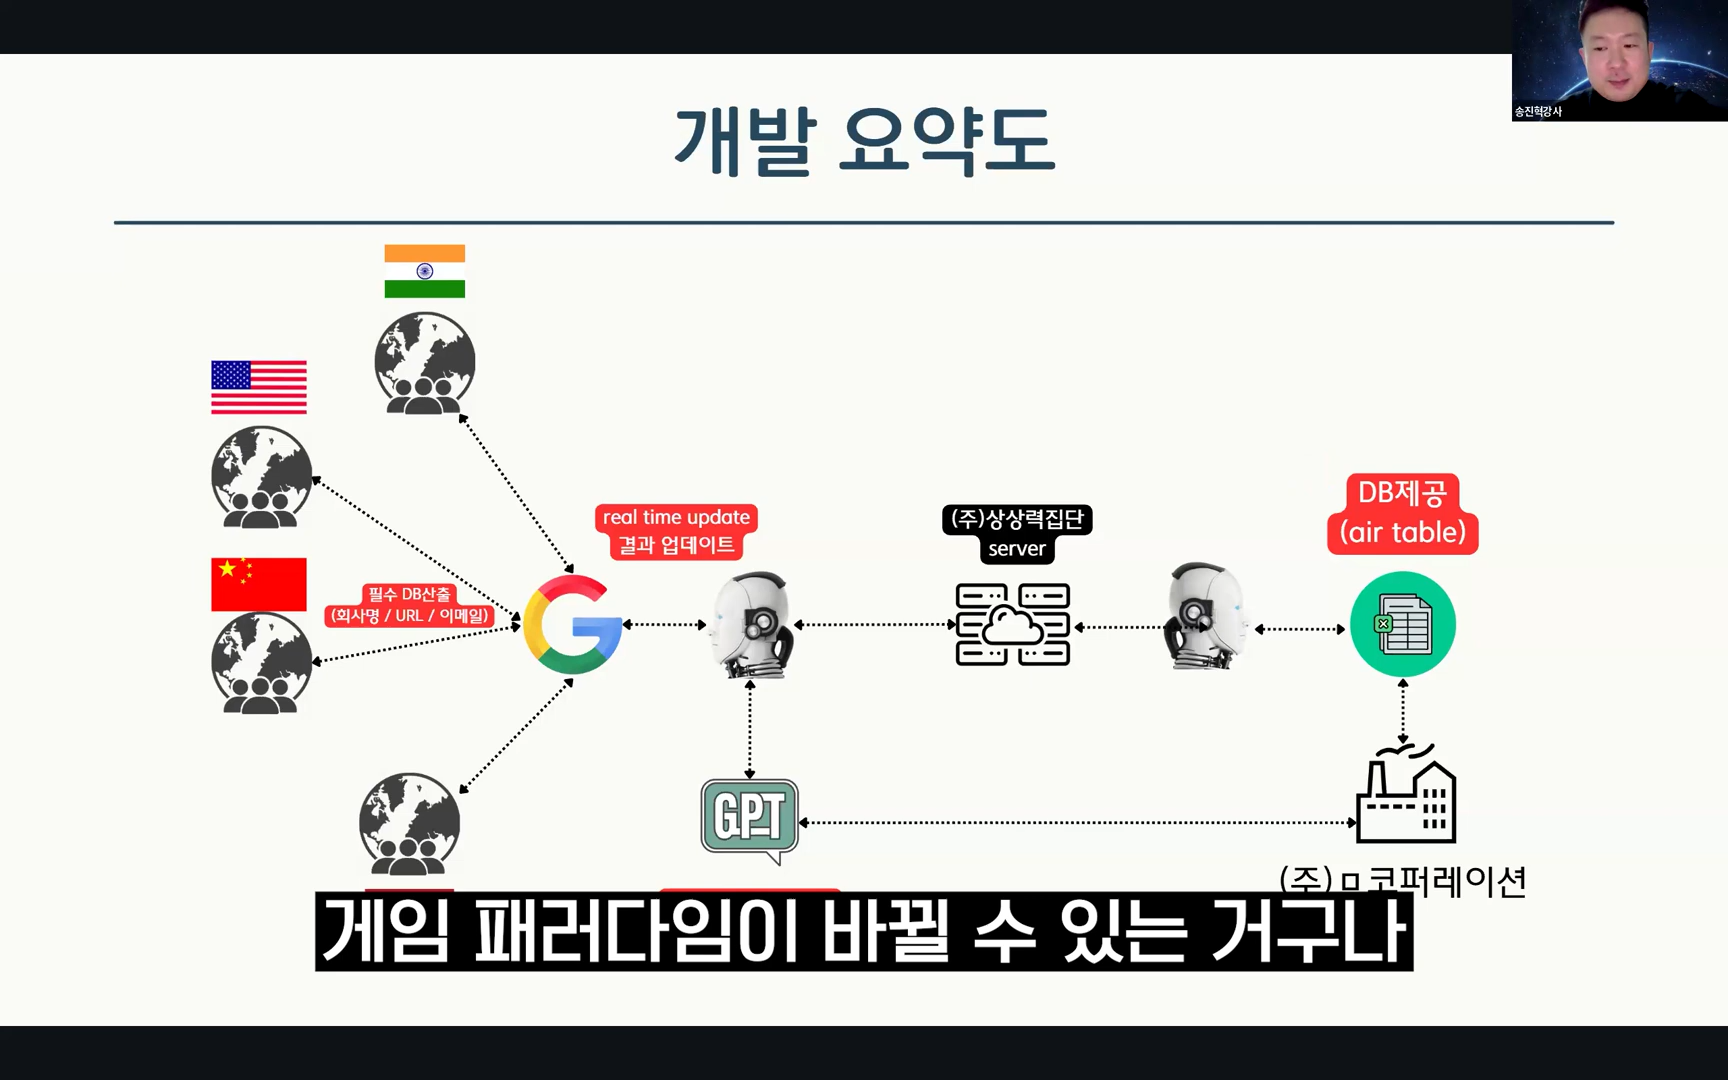 송진혁강사
개발 요약도
필수 DB산출
(회사명 / URL / 이메일)
real time update
결과 업데이트
(주)상상력집단
server
DB제공
(air table)
GPT
(주)ㅁ코퍼레이션
게임 패러다임이 바뀔 수 있는 거구나